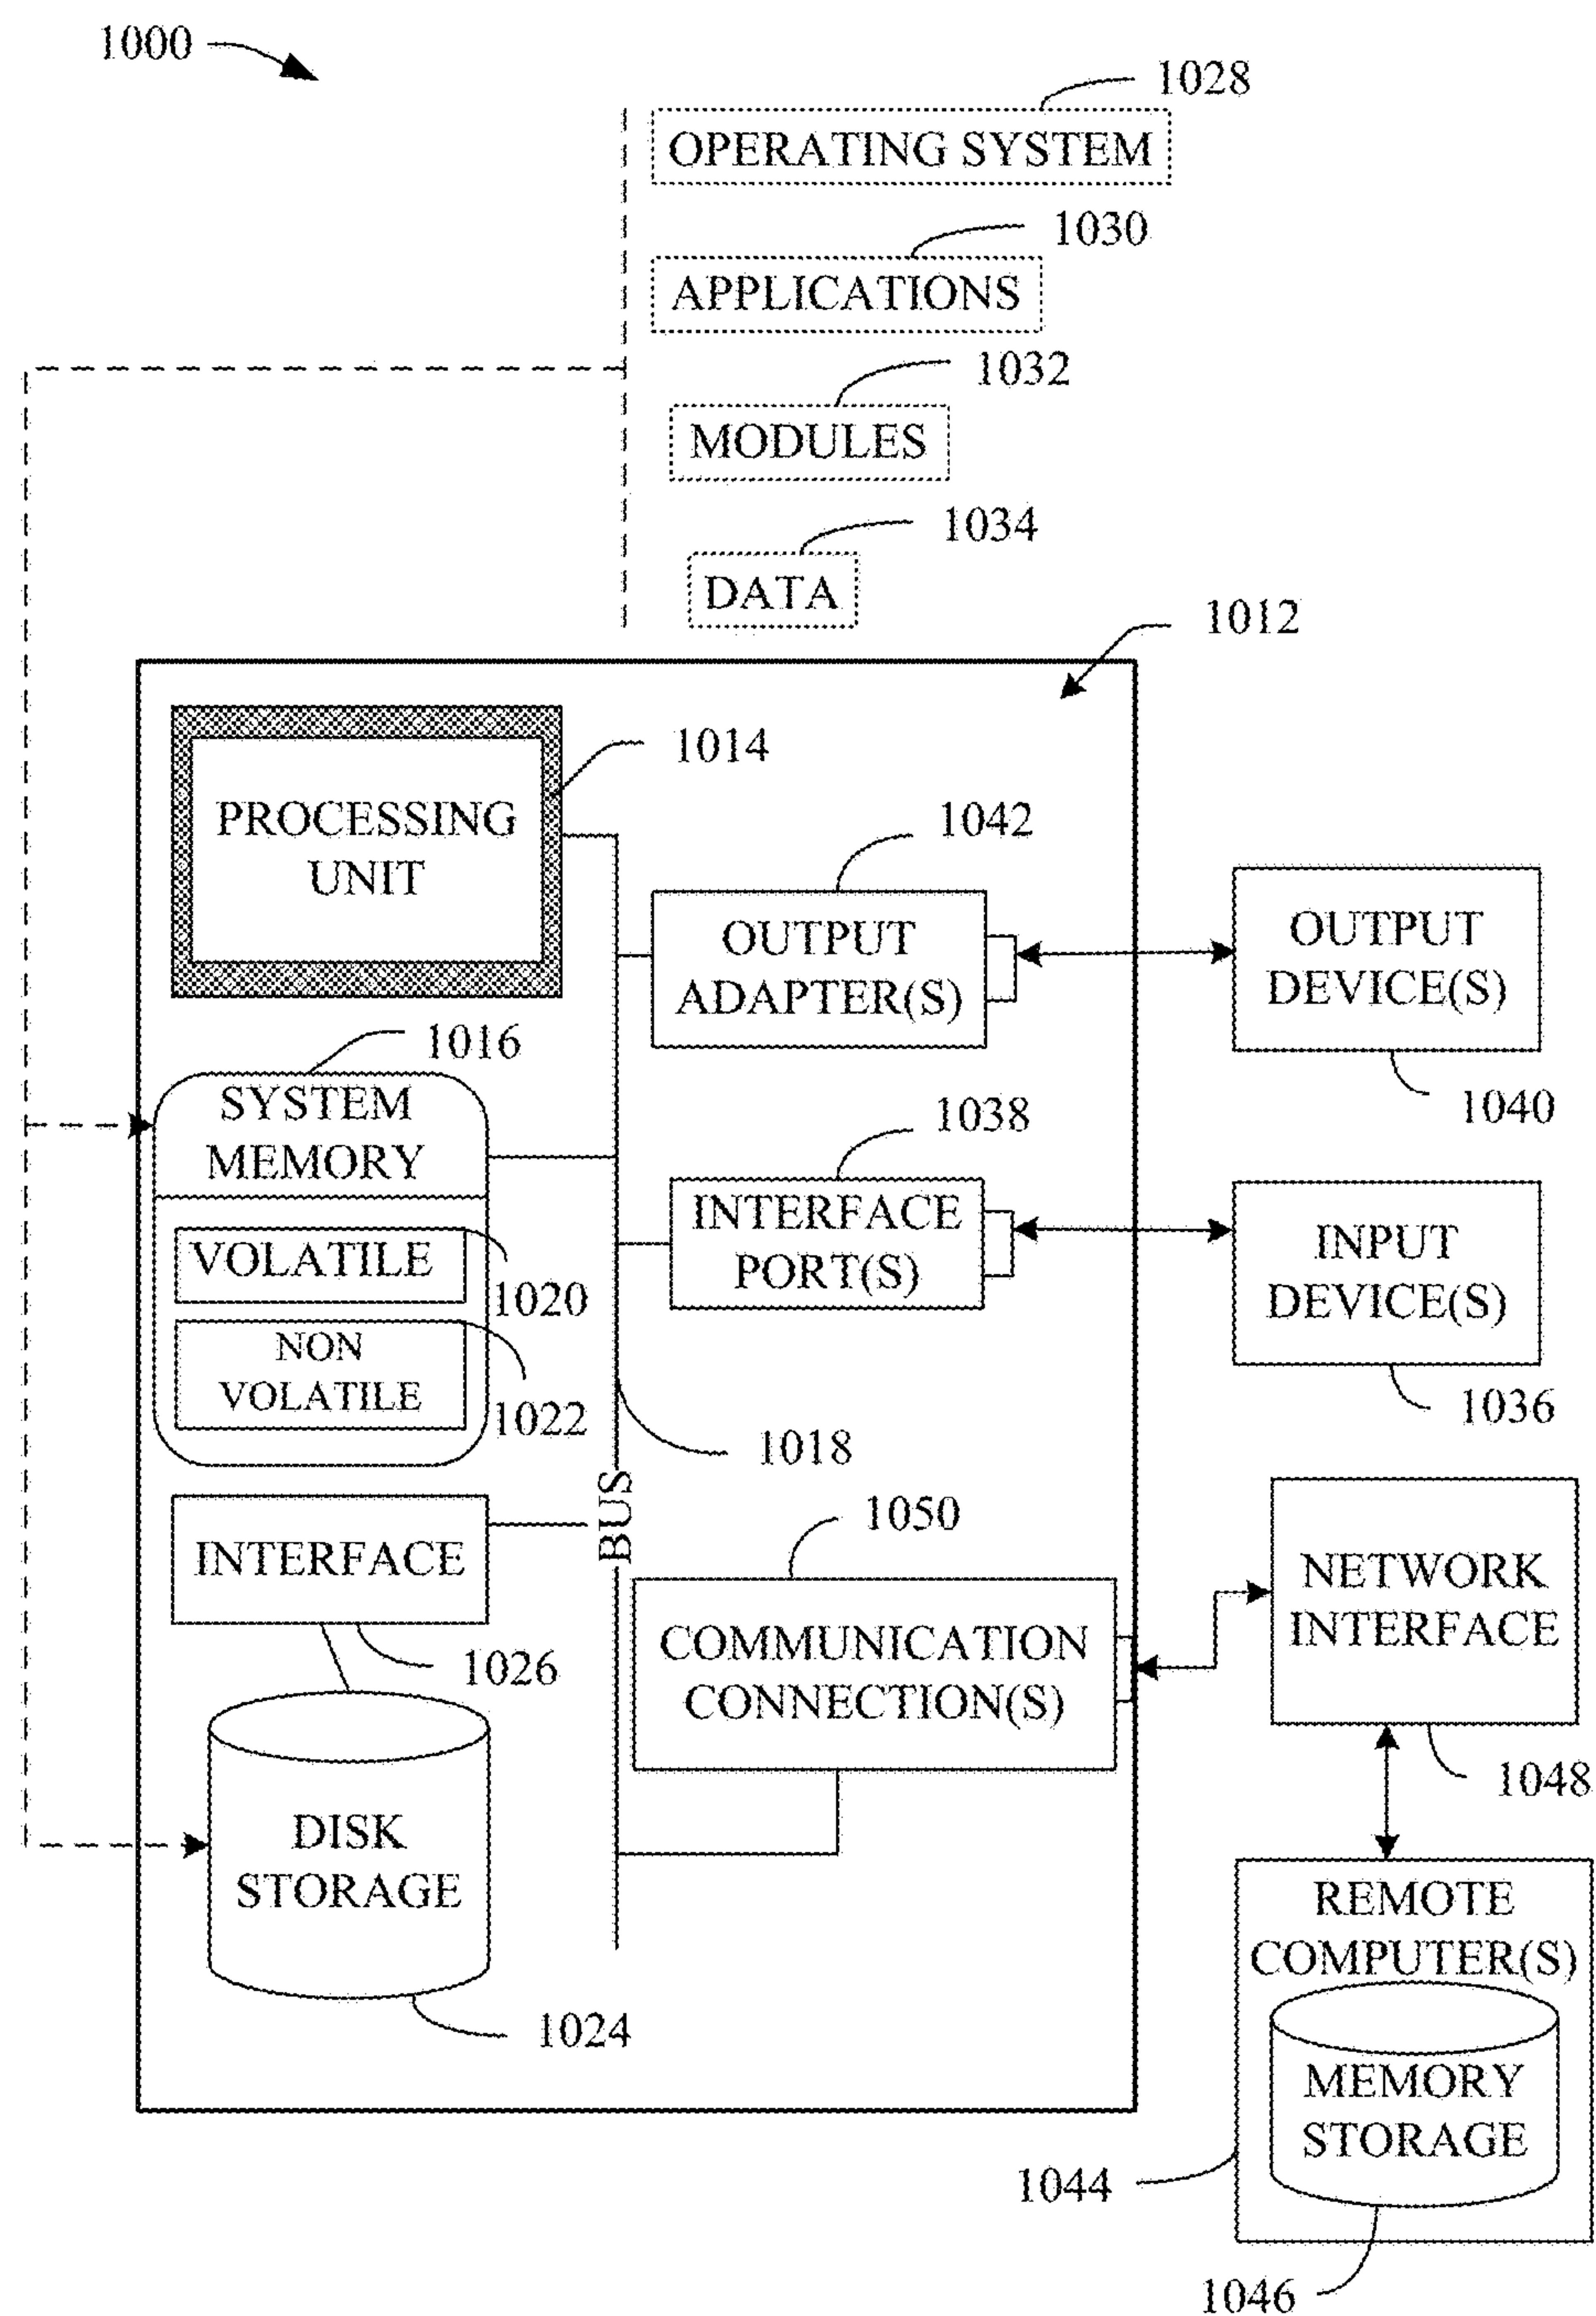 1000
1028
OPERATING SYSTEM
1030
APPLICATIONS
1032
MODULES
1034
DATA
1012
1014
PROCESSING
UNIT
1042
OUTPUT
ADAPTER(S)
OUTPUT
DEVICE(S)
1040
1016
SYSTEM
MEMORY
VOLATILE
1020
NON
VOLATILE
1022
1038
INTERFACE
PORT(S)
INPUT
DEVICE(S)
1036
1018
BUS
INTERFACE
1026
1050
COMMUNICATION
CONNECTION(S)
NETWORK
INTERFACE
1048
DISK
STORAGE
1024
REMOTE
COMPUTER(S)
MEMORY
STORAGE
1044
1046